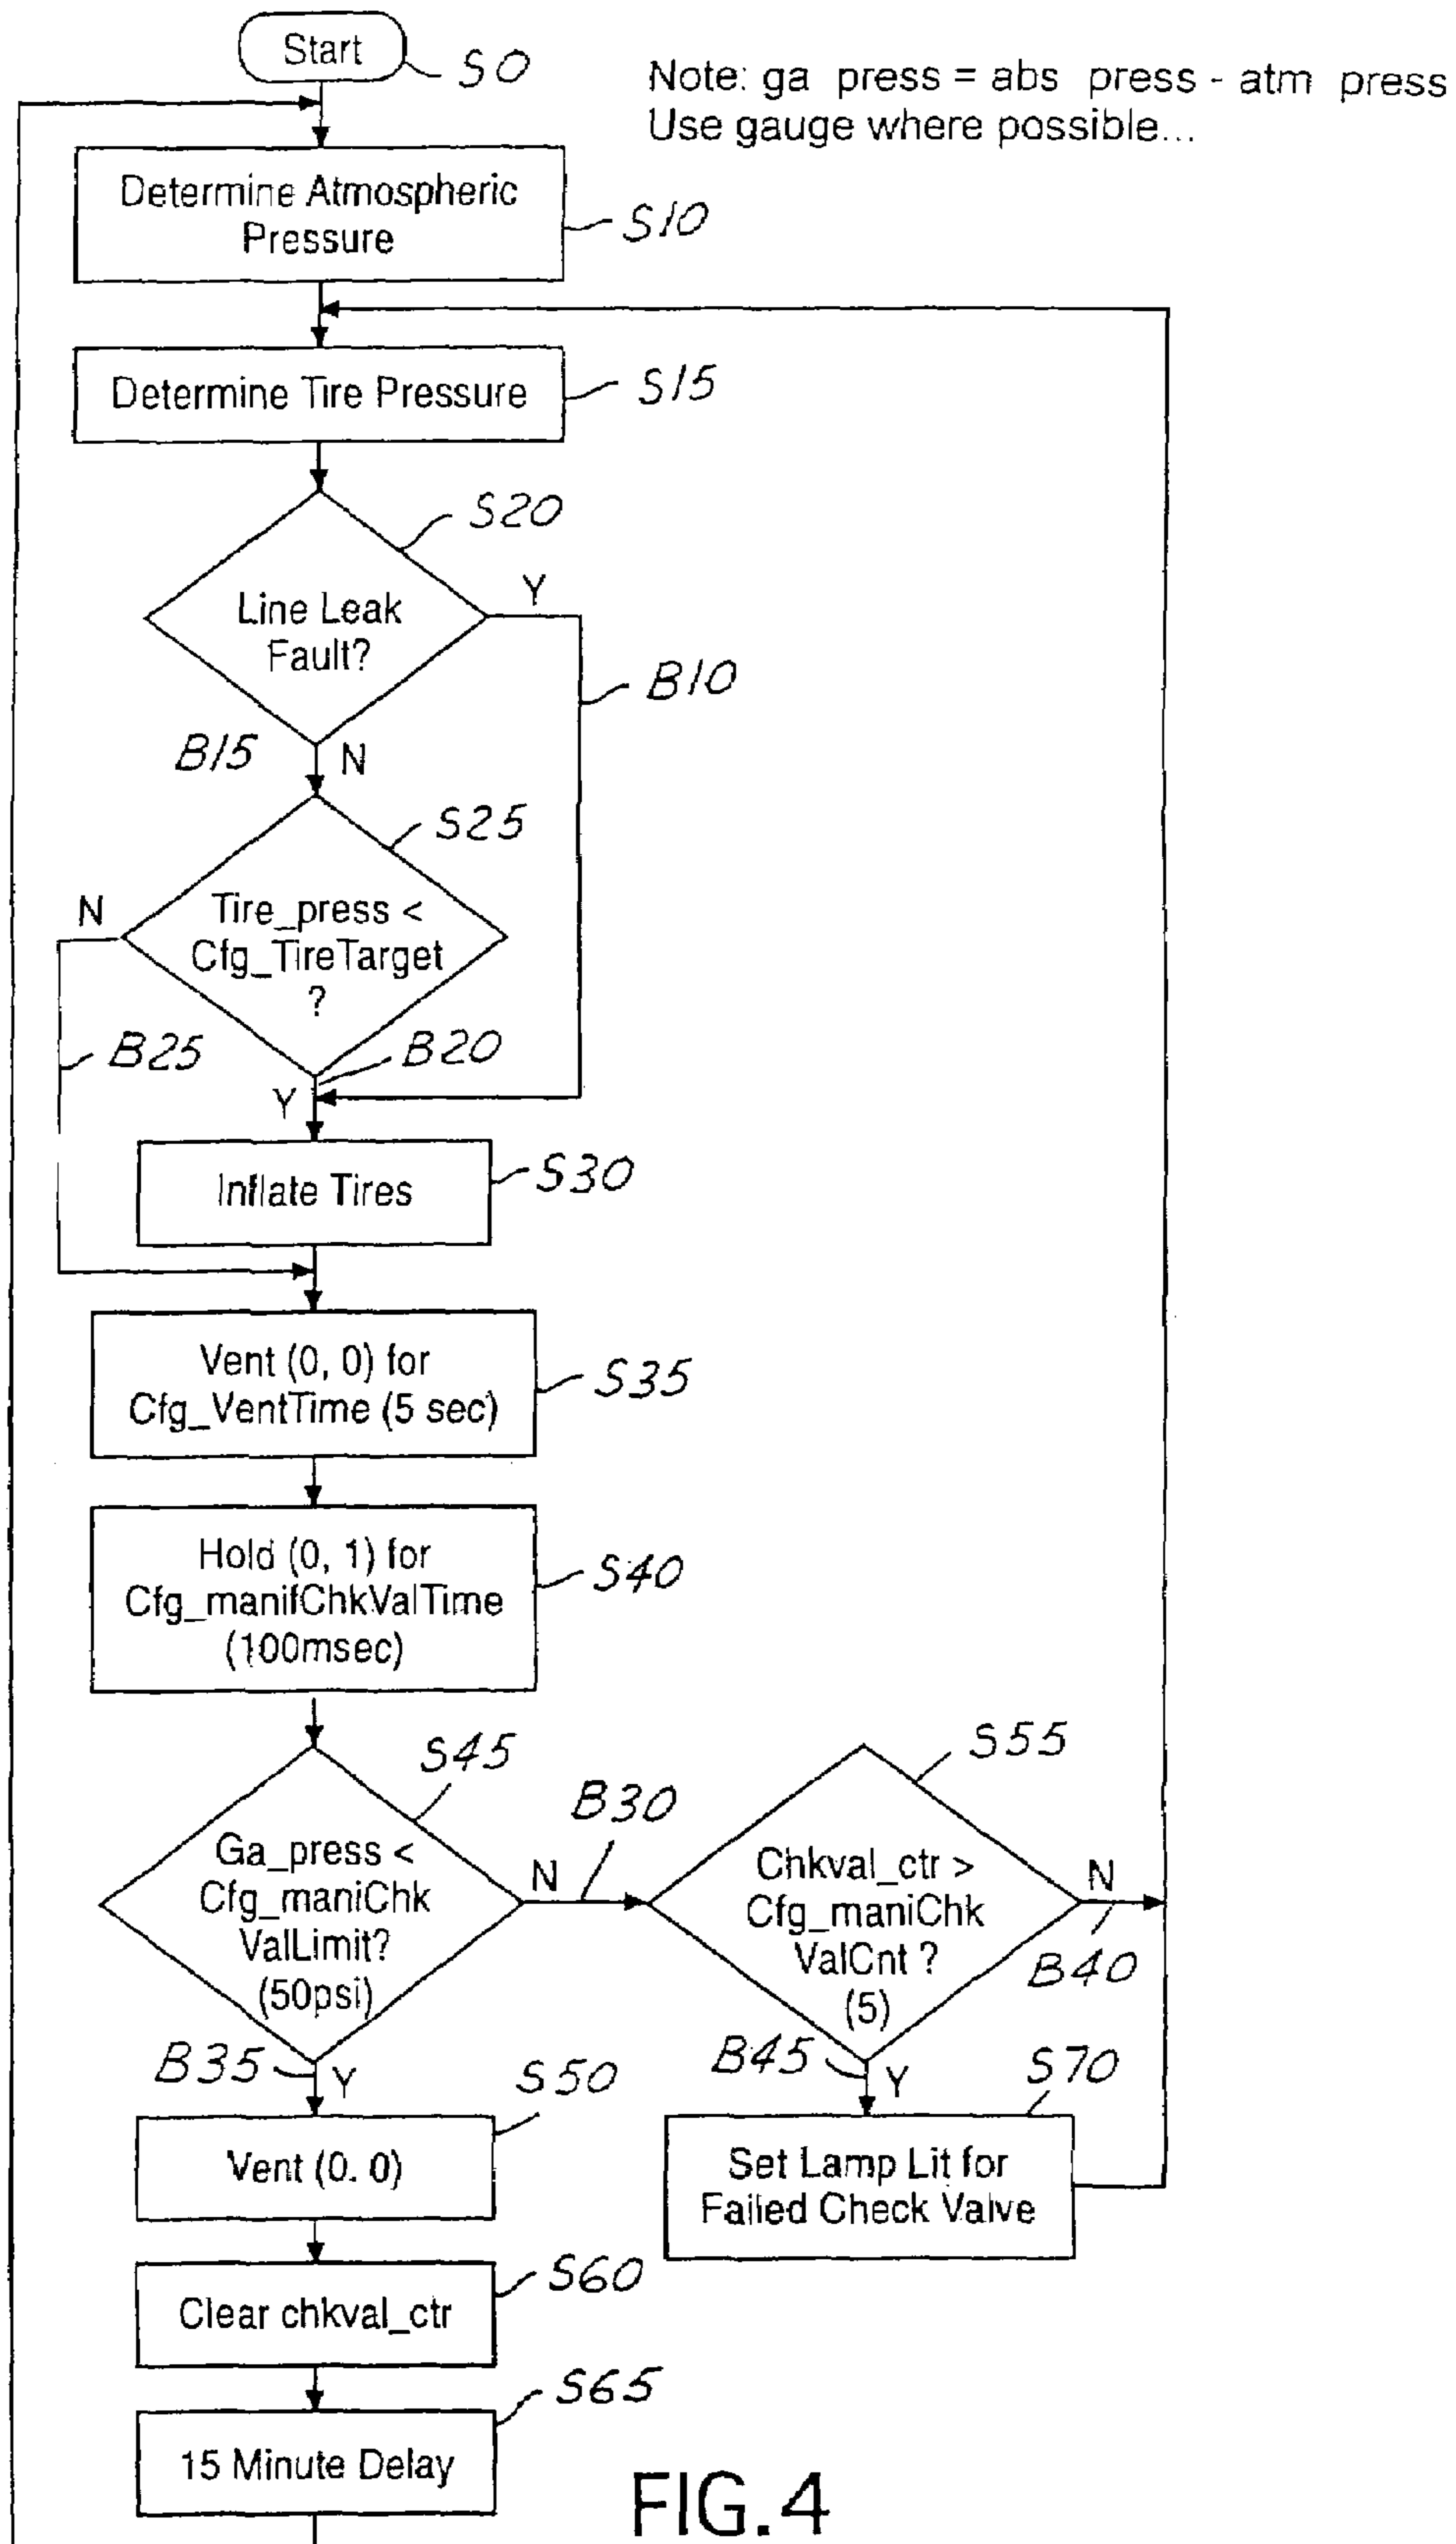 Start
S0
Note: ga press = abs press - atm press
Use gauge where possible...
Determine Atmospheric
Pressure
S10
Determine Tire Pressure
S15
S20
Line Leak
Fault?
Y
B10
B15
N
S25
Tire_press <
Cfg_TireTarget
?
N
B25
B20
Y
Inflate Tires
S30
Vent (0, 0) for
Cfg_VentTime (5 sec)
S35
Hold (0, 1) for
Cfg_manifChkValTime
(100msec)
S40
S45
Ga_press <
Cfg_maniChk
ValLimit?
(50psi)
N
B30
S55
Chkval_ctr >
Cfg_maniChk
ValCnt ?
(5)
N
B40
B35
Y
S50
B45
Y
S70
Vent (0. 0)
Set Lamp Lit for
Failed Check Valve
S60
Clear chkval_ctr
S65
15 Minute Delay
FIG. 4